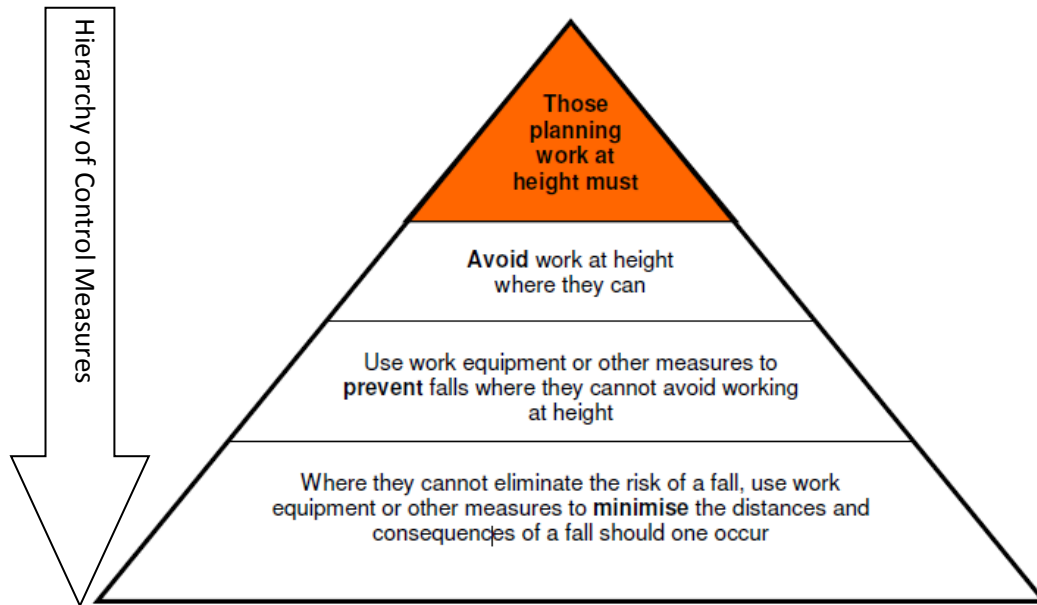 Hierarchy of Control Measures
Those
planning
work at
height must
Avoid work at height
where they can
Use work equipment or other measures to
prevent falls where they cannot avoid working
at height
Where they cannot eliminate the risk of a fall, use work
equipment or other measures to minimise the distances and
consequences of a fall should one occur